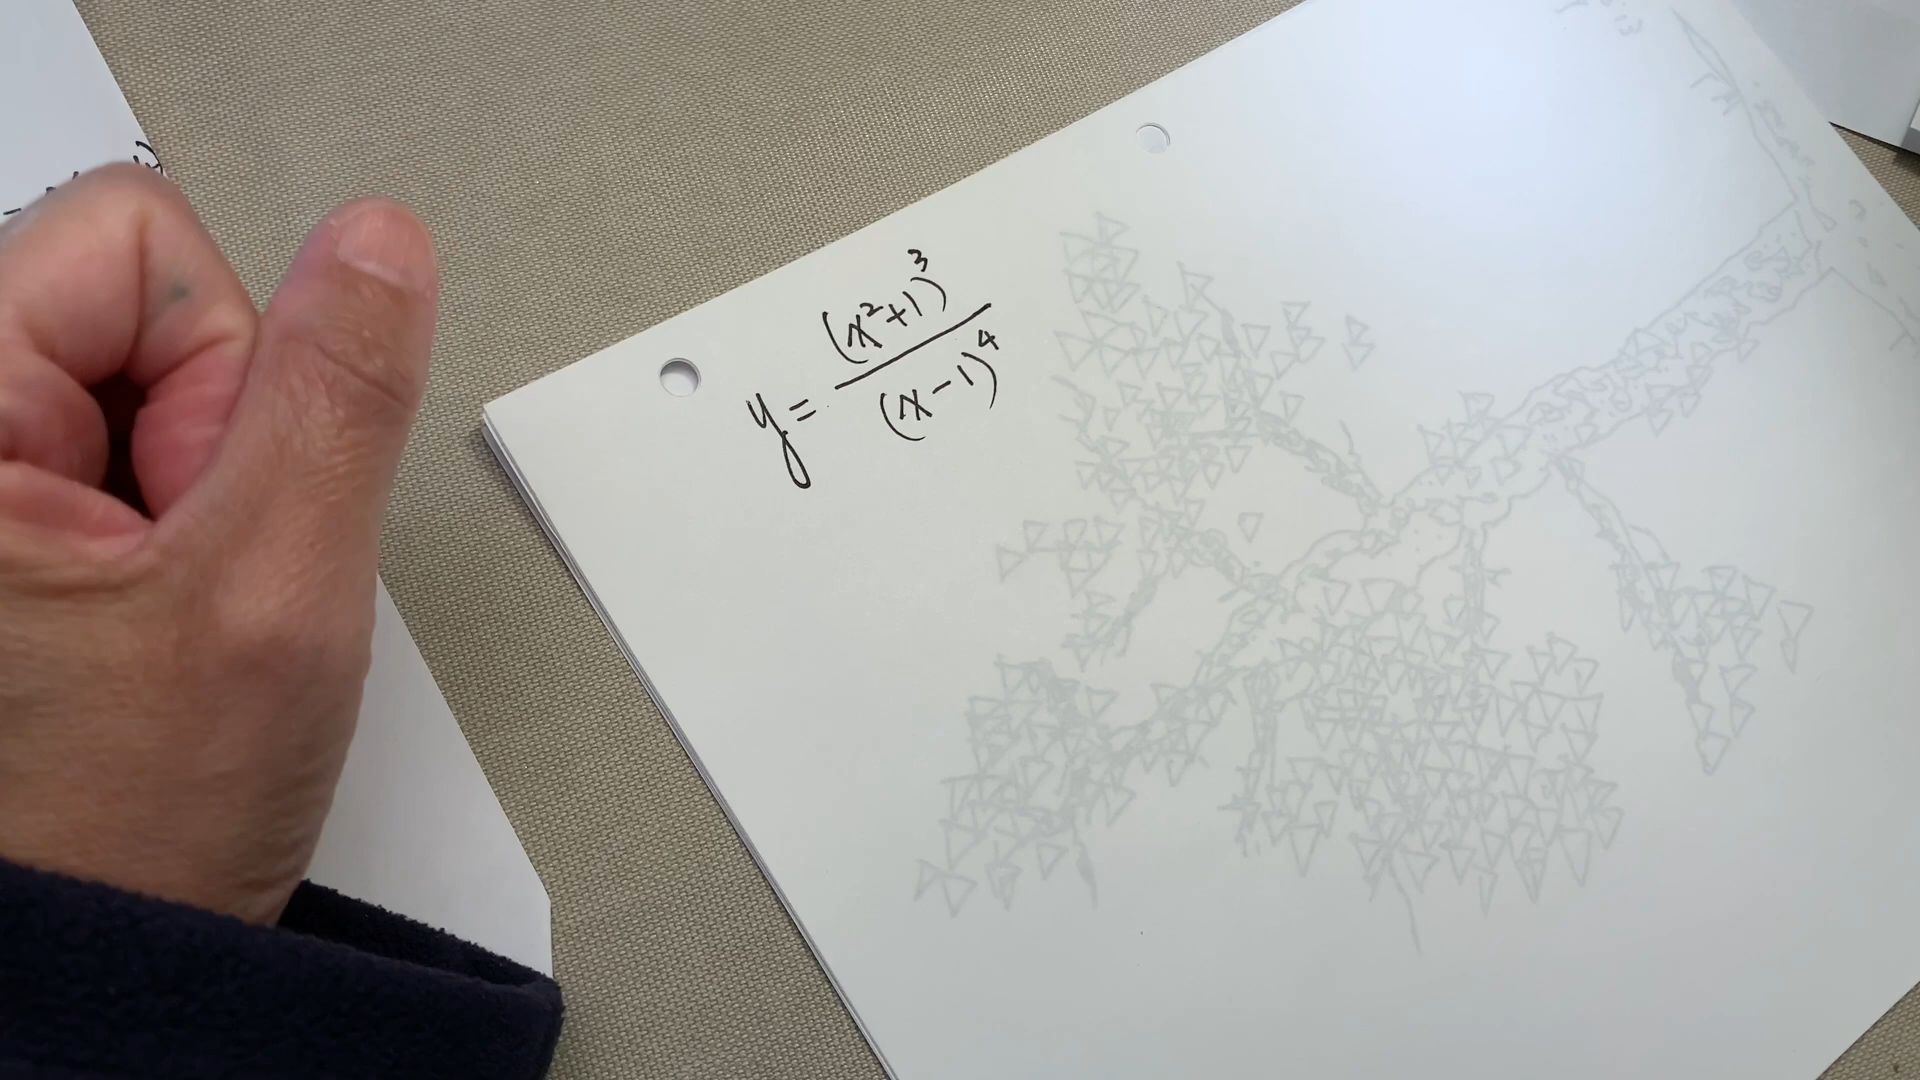 y = (x²+1)³ / (x-1)⁴